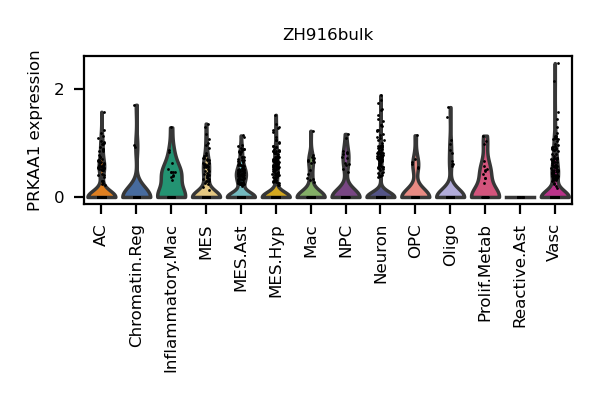 ZH916bulk
PRKAA1 expression
2
0
AC
Chromatin.Reg
Inflammatory.Mac
MES
MES.Ast
MES.Hyp
Mac
NPC
Neuron
OPC
Oligo
Prolif.Metab
Reactive.Ast
Vasc